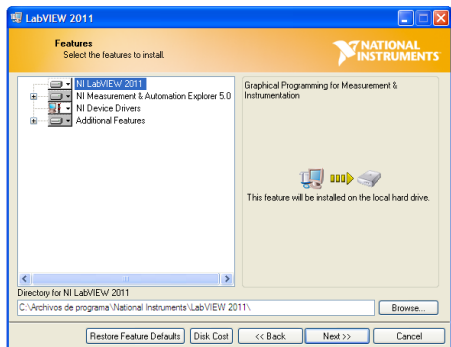 LabVIEW 2011
Features
Select the features to install.
NATIONAL
INSTRUMENTS
NI LabVIEW 2011
NI Measurement & Automation Explorer 5.0
NI Device Drivers
Additional Features
Graphical Programming for Measurement &
Instrumentation
This feature will be installed on the local hard drive.
Directory for NI LabVIEW 2011
C:\Archivos de programa\National Instruments\LabVIEW 2011\
Browse...
Restore Feature Defaults
Disk Cost
<< Back
Next >>
Cancel